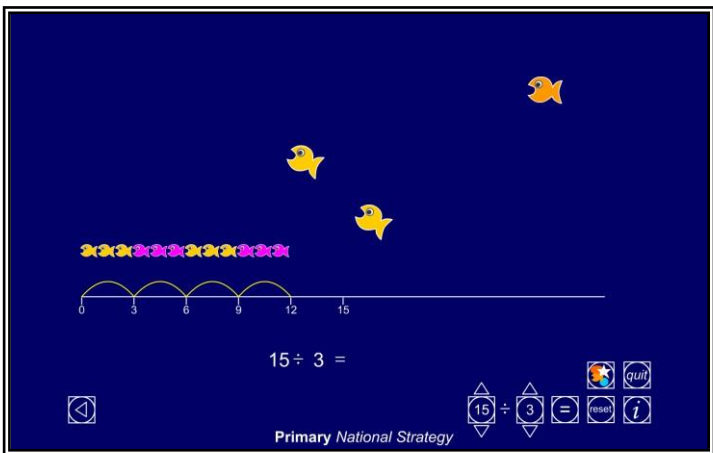 0 3 6 9 12 15
15 ÷ 3 =
quit
15 ÷ 3 = reset i
Primary National Strategy